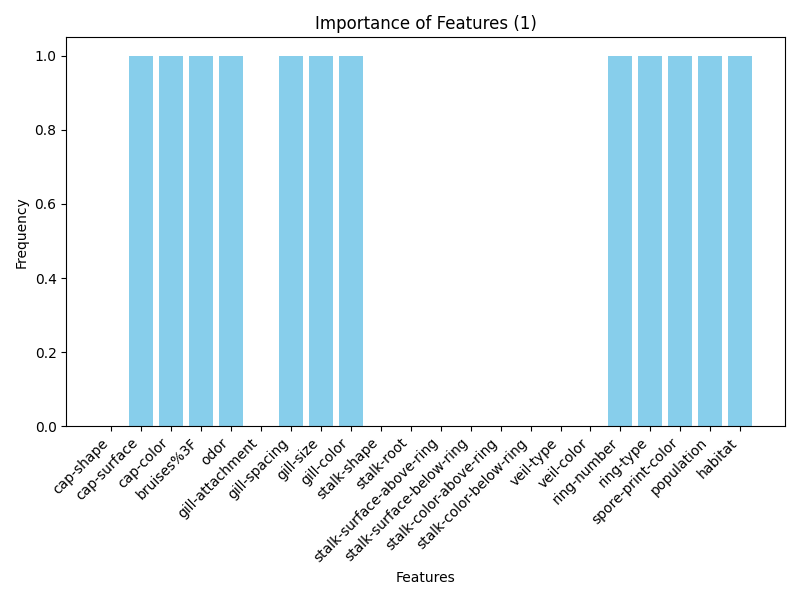 Importance of Features (1)
1.0
0.8
0.6
0.4
0.2
0.0
Frequency
cap-shape
cap-surface
cap-color
bruises%3F
odor
gill-attachment
gill-spacing
gill-size
gill-color
stalk-shape
stalk-root
stalk-surface-above-ring
stalk-surface-below-ring
stalk-color-above-ring
stalk-color-below-ring
veil-type
veil-color
ring-number
ring-type
spore-print-color
population
habitat
Features